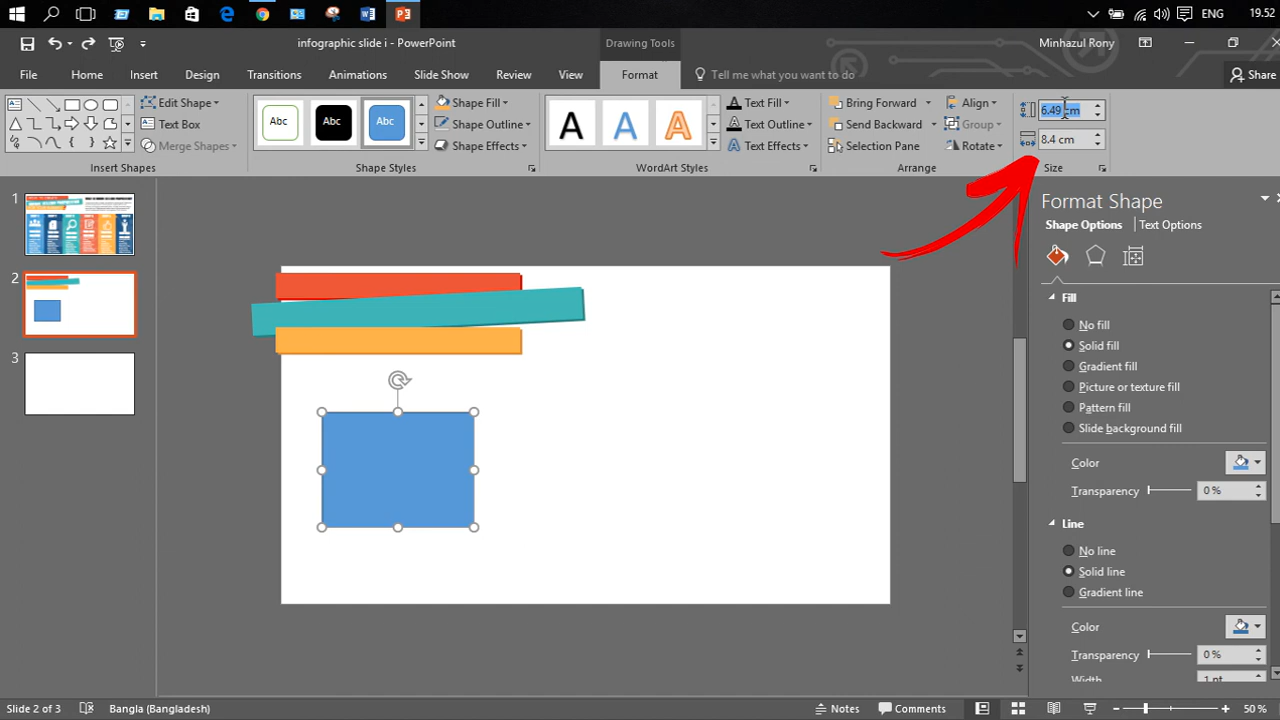 ENG
19.52
infographic slide i - PowerPoint
Drawing Tools
Minhazul Rony
File
Home
Insert
Design
Transitions
Animations
Slide Show
Review
View
Format
Tell me what you want to do
Share
Edit Shape
Text Box
Merge Shapes
Insert Shapes
Abc
Abc
Abc
Shape Fill
Shape Outline
Shape Effects
Shape Styles
A
A
A
Text Fill
Text Outline
Text Effects
WordArt Styles
Bring Forward
Send Backward
Selection Pane
Align
Group
Rotate
Arrange
6.49 cm
8.4 cm
Size
1
2
3
Format Shape
Shape Options
Text Options
Fill
No fill
Solid fill
Gradient fill
Picture or texture fill
Pattern fill
Slide background fill
Color
Transparency
0 %
Line
No line
Solid line
Gradient line
Color
Transparency
0 %
Width
1 pt
Slide 2 of 3
Bangla (Bangladesh)
Notes
Comments
50 %